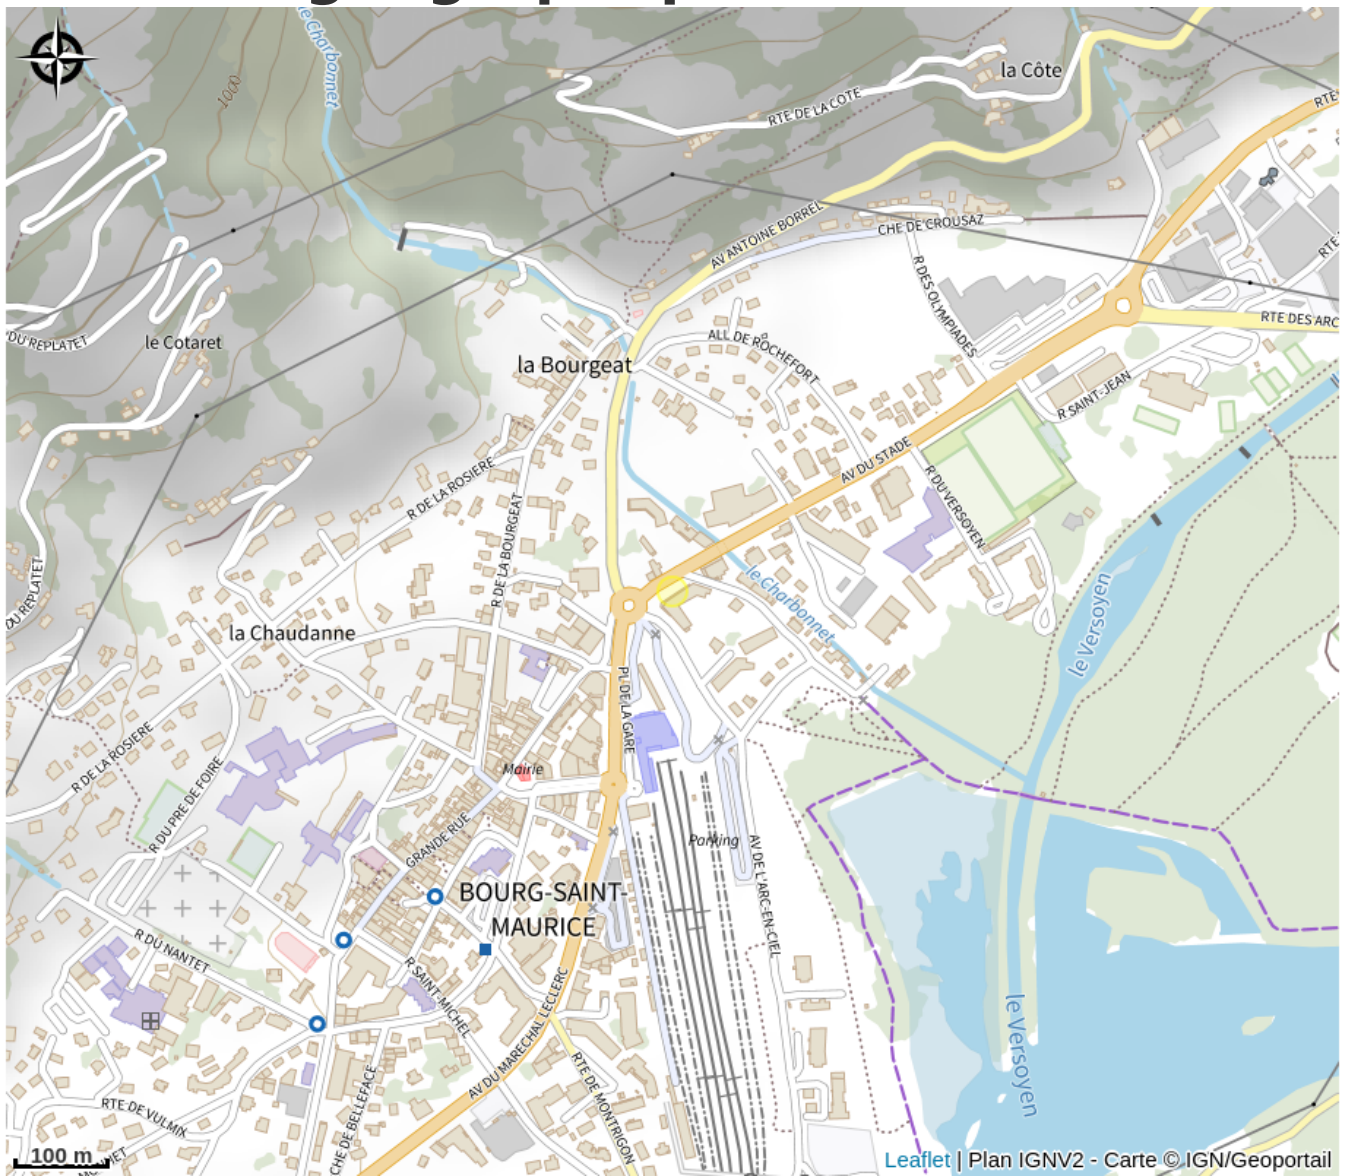 le Charbonnet
1000
la Côte
RTE DE LA COTE
RTE
AV ANTOINE BORREL
CHE DE CROUSAZ
R DES OLYMPIADES
RTE
DU REPLATET
le Cotaret
la Bourgeat
ALL DE ROCHEFORT
RTE DES ARC
R SAINT-JEAN
R DE LA ROSIERE
AV DU STADE
R DE LA BOURGEAT
R DU VERSOYEN
DU REPLATET
le Charbonnet
le Versoyen
la Chaudanne
PL DE LA GARE
R DE LA ROSIERE
Mairie
R DU PRE DE FOIRE
GRANDE RUE
Parking
AV DE L'ARC-EN-CIEL
BOURG-SAINT-
MAURICE
R DU NANTET
R SAINT-MICHEL
AV DU MARECHAL LECLERC
le Versoyen
RTE DE MONTRIGON
CHE DE BELLEFACE
RTE DE VULMIX
100 m
Leaflet | Plan IGNV2 - Carte © IGN/Geoportail